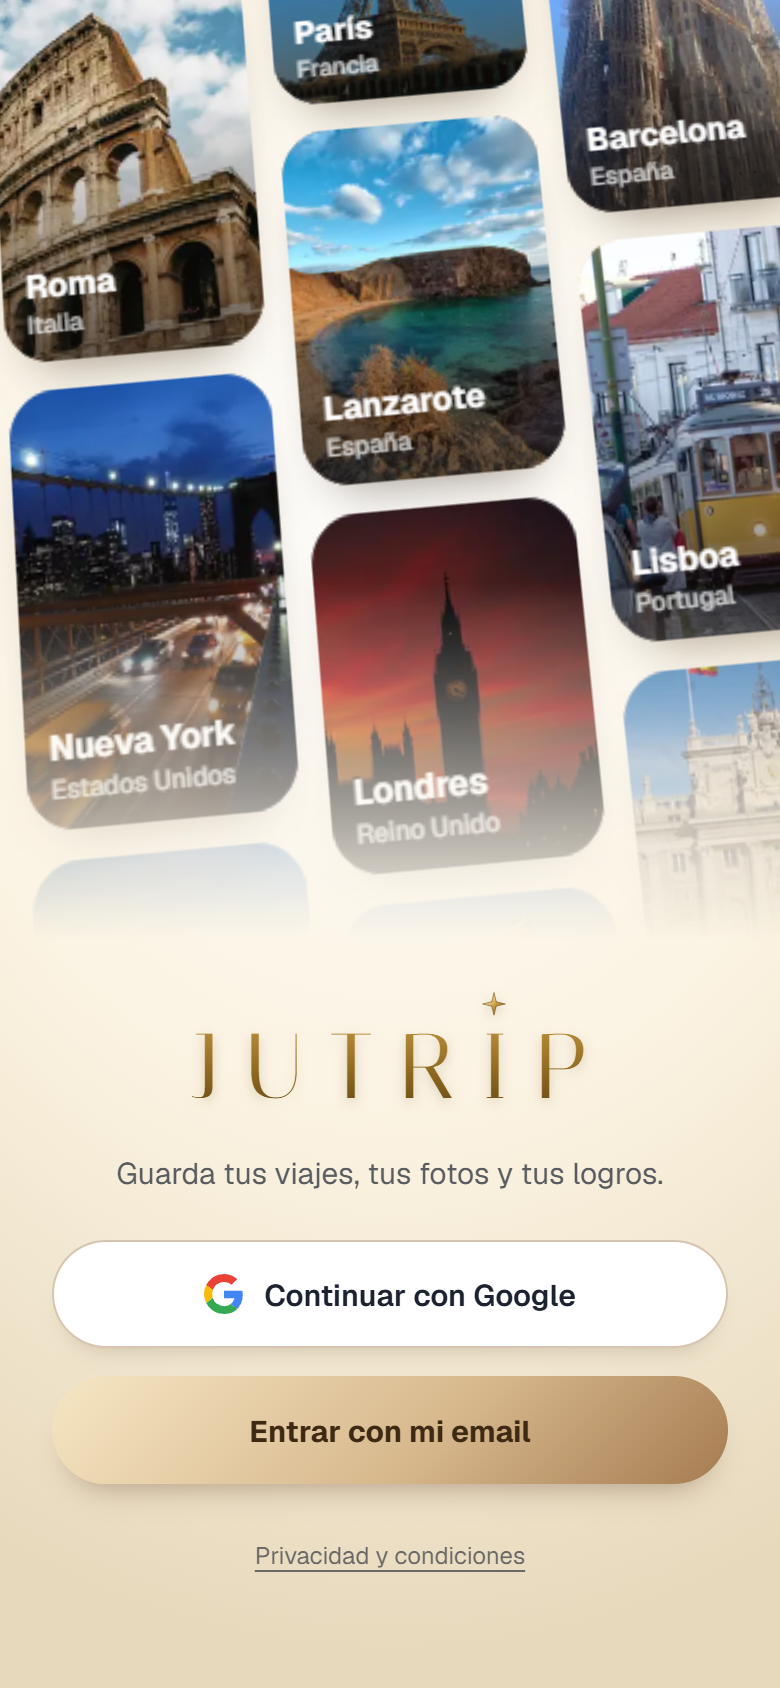 París
Francia
Barcelona
España
Roma
Italia
Lanzarote
España
Lisboa
Portugal
Nueva York
Estados Unidos
Londres
Reino Unido
JUTRIP
Guarda tus viajes, tus fotos y tus logros.
Continuar con Google
Entrar con mi email
Privacidad y condiciones